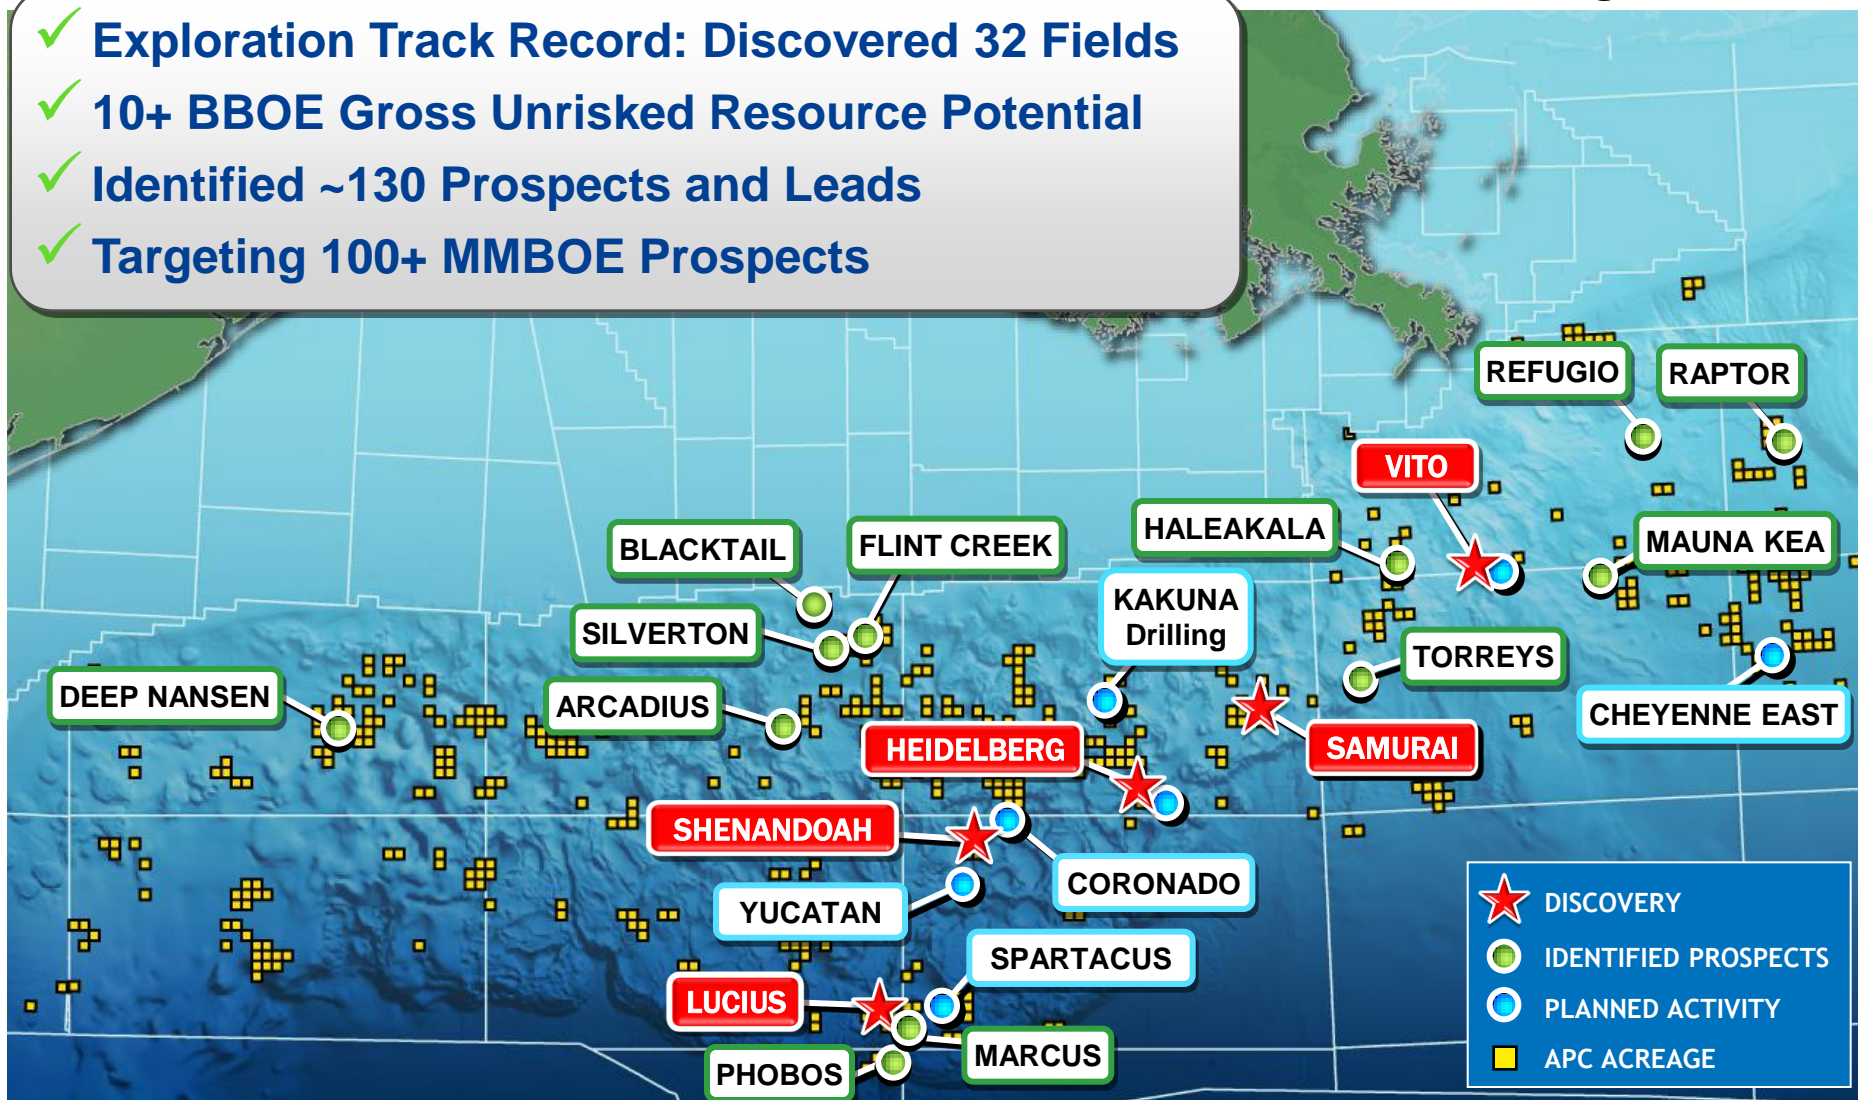 Exploration Track Record: Discovered 32 Fields
10+ BBOE Gross Unrisked Resource Potential
Identified ~130 Prospects and Leads
Targeting 100+ MMBOE Prospects
REFUGIO
RAPTOR
VITO
HALEAKALA
MAUNA KEA
BLACKTAIL
FLINT CREEK
KAKUNA
Drilling
SILVERTON
TORREYS
DEEP NANSEN
ARCADIUS
CHEYENNE EAST
HEIDELBERG
SAMURAI
SHENANDOAH
CORONADO
YUCATAN
SPARTACUS
LUCIUS
MARCUS
PHOBOS
DISCOVERY
IDENTIFIED PROSPECTS
PLANNED ACTIVITY
APC ACREAGE